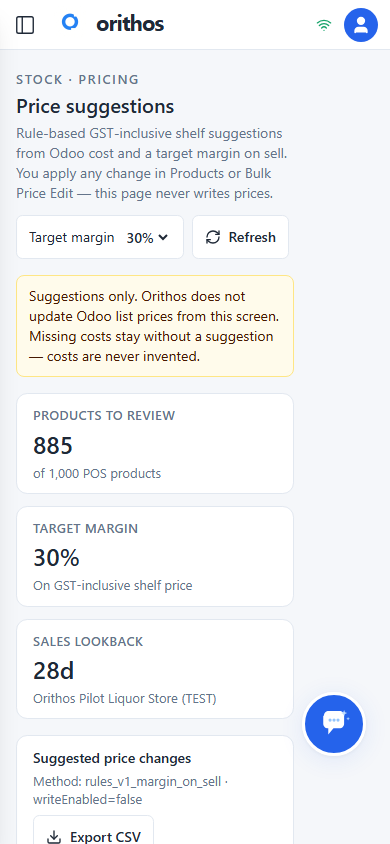 orithos
STOCK · PRICING
Price suggestions
Rule-based GST-inclusive shelf suggestions
from Odoo cost and a target margin on sell.
You apply any change in Products or Bulk
Price Edit — this page never writes prices.
Target margin 30% Refresh
Suggestions only. Orithos does not
update Odoo list prices from this screen.
Missing costs stay without a suggestion
— costs are never invented.
PRODUCTS TO REVIEW
885
of 1,000 POS products
TARGET MARGIN
30%
On GST-inclusive shelf price
SALES LOOKBACK
28d
Orithos Pilot Liquor Store (TEST)
Suggested price changes
Method: rules_v1_margin_on_sell ·
writeEnabled=false
Export CSV